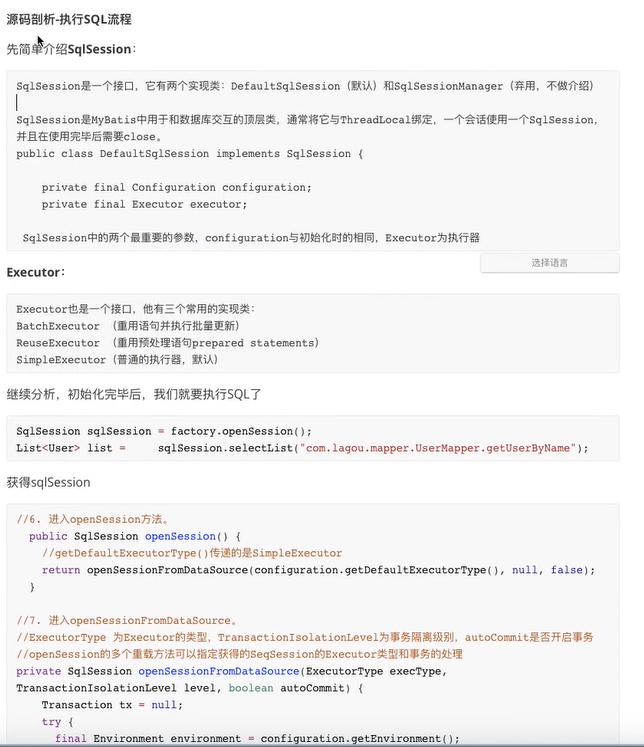 源码剖析-执行SQL流程
先简单介绍SqlSession：
SqlSession是一个接口，它有两个实现类：DefaultSqlSession（默认）和SqlSessionManager（弃用，不做介绍）
SqlSession是MyBatis中用于和数据库交互的顶层类，通常将它与ThreadLocal绑定，一个会话使用一个SqlSession，
并且在使用完毕后需要close。
public class DefaultSqlSession implements SqlSession {
private final Configuration configuration;
private final Executor executor;
SqlSession中的两个最重要的参数，configuration与初始化时的相同，Executor为执行器
选择语言
Executor：
Executor也是一个接口，他有三个常用的实现类：
BatchExecutor （重用语句并执行批量更新）
ReuseExecutor （重用预处理语句prepared statements）
SimpleExecutor（普通的执行器，默认）
继续分析，初始化完毕后，我们就要执行SQL了
SqlSession sqlSession = factory.openSession();
List<User> list = sqlSession.selectList("com.lagou.mapper.UserMapper.getUserByName");
获得sqlSession
//6. 进入openSession方法。
public SqlSession openSession() {
//getDefaultExecutorType()传递的是SimpleExecutor
return openSessionFromDataSource(configuration.getDefaultExecutorType(), null, false);
}
//7. 进入openSessionFromDataSource。
//ExecutorType 为Executor的类型，TransactionIsolationLevel为事务隔离级别，autoCommit是否开启事务
//openSession的多个重载方法可以指定获得的SeqSession的Executor类型和事务的处理
private SqlSession openSessionFromDataSource(ExecutorType execType,
TransactionIsolationLevel level, boolean autoCommit) {
Transaction tx = null;
try {
final Environment environment = configuration.getEnvironment();